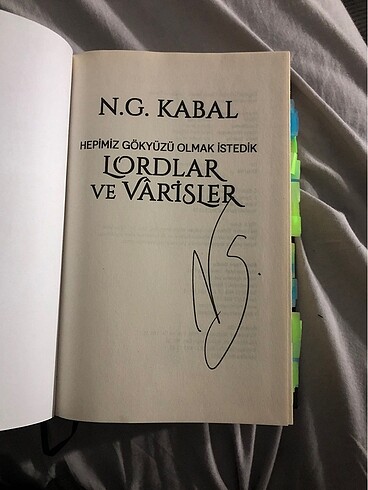 N.G. KABAL
HEPİMİZ GÖKYÜZÜ OLMAK İSTEDİK
LORDLAR
VE VÂRİSLER